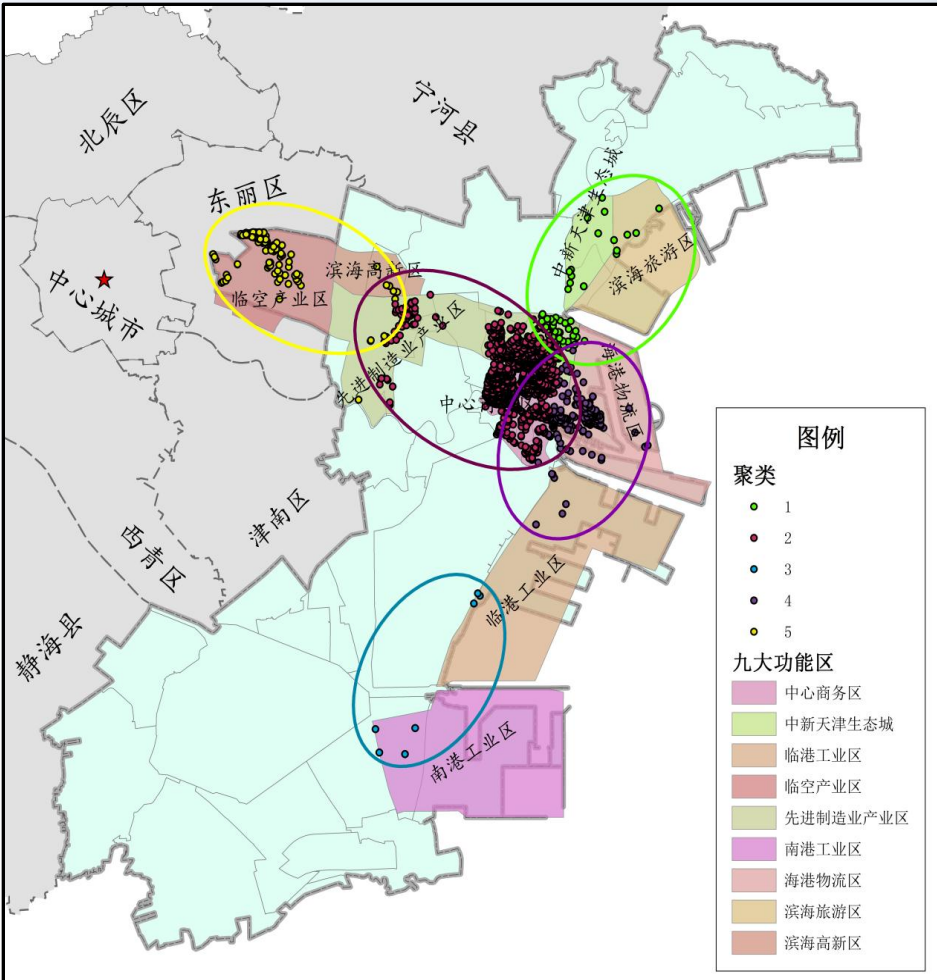 北辰区
宁河县
东丽区
中新天津生态城
滨海旅游区
中心城市
临空产业区
滨海高新区
先进制造业产业区
海港物流区
中心
区
津南区
西青区
静海县
临港工业区
南港工业区
图例
聚类
1
2
3
4
5
九大功能区
中心商务区
中新天津生态城
临港工业区
临空产业区
先进制造业产业区
南港工业区
海港物流区
滨海旅游区
滨海高新区